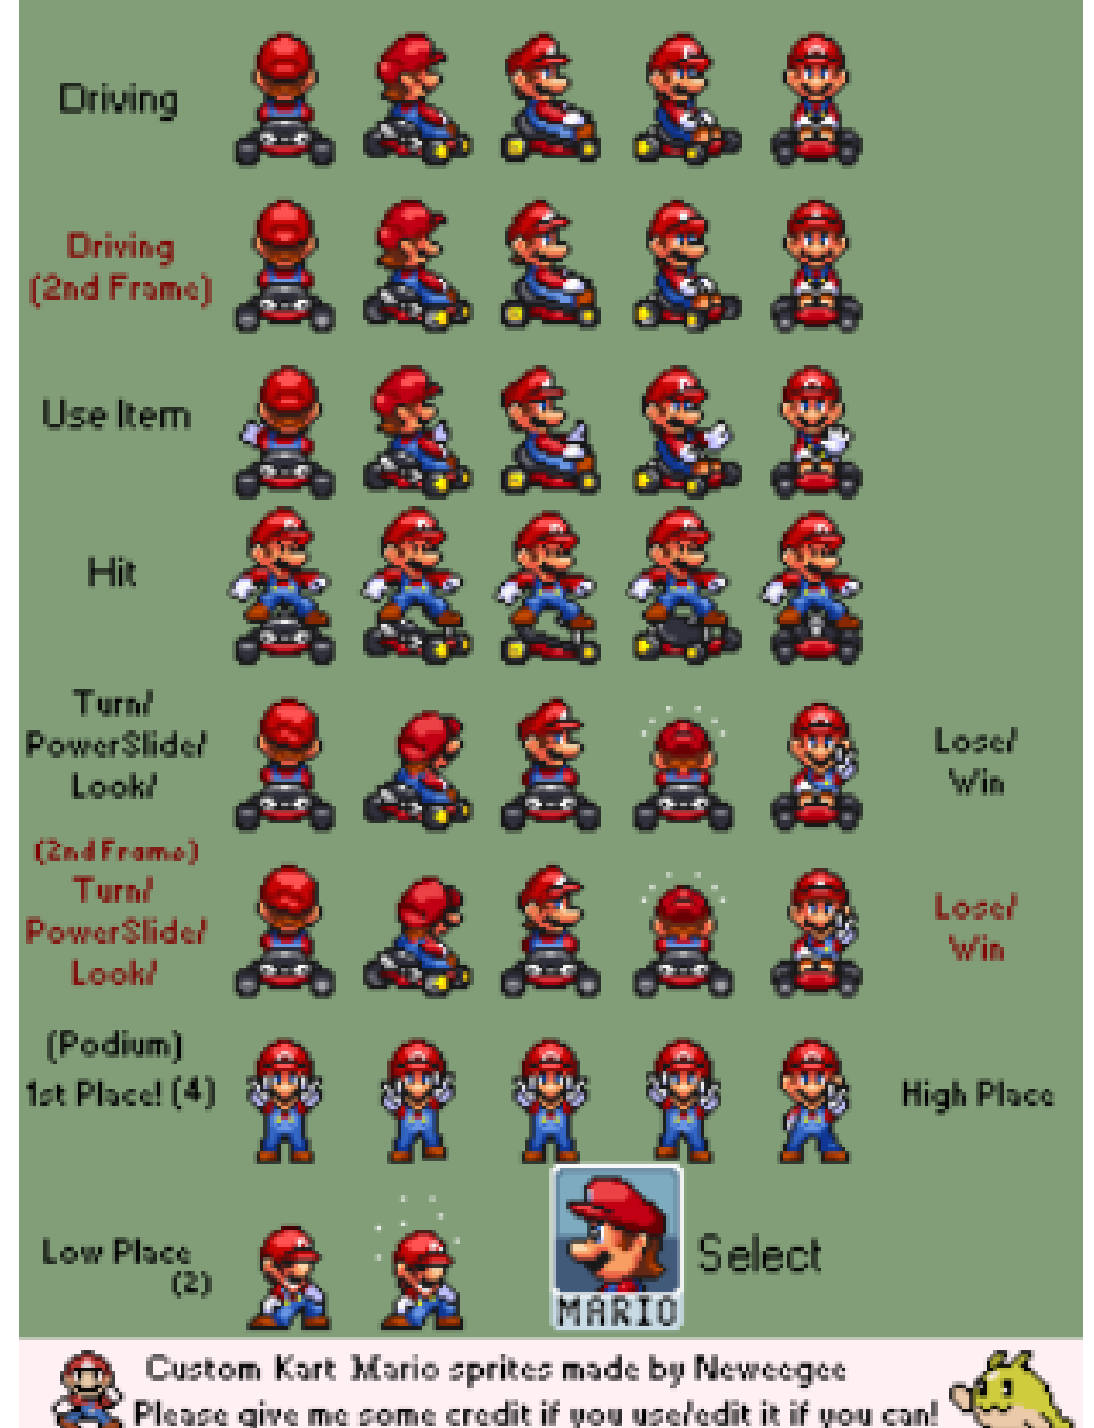 Driving
Driving
(2nd Frame)
Use Item
Hit
Turn/
PowerSlide/
Look/
Lose/
Win
(2nd Frame)
Turn/
PowerSlide/
Look/
Lose/
Win
(Podium)
1st Place! (4)
High Place
Low Place
(2)
Select
MARIO
Custom Kart Mario sprites made by Neweegee
Please give me some credit if you use/edit it if you can!